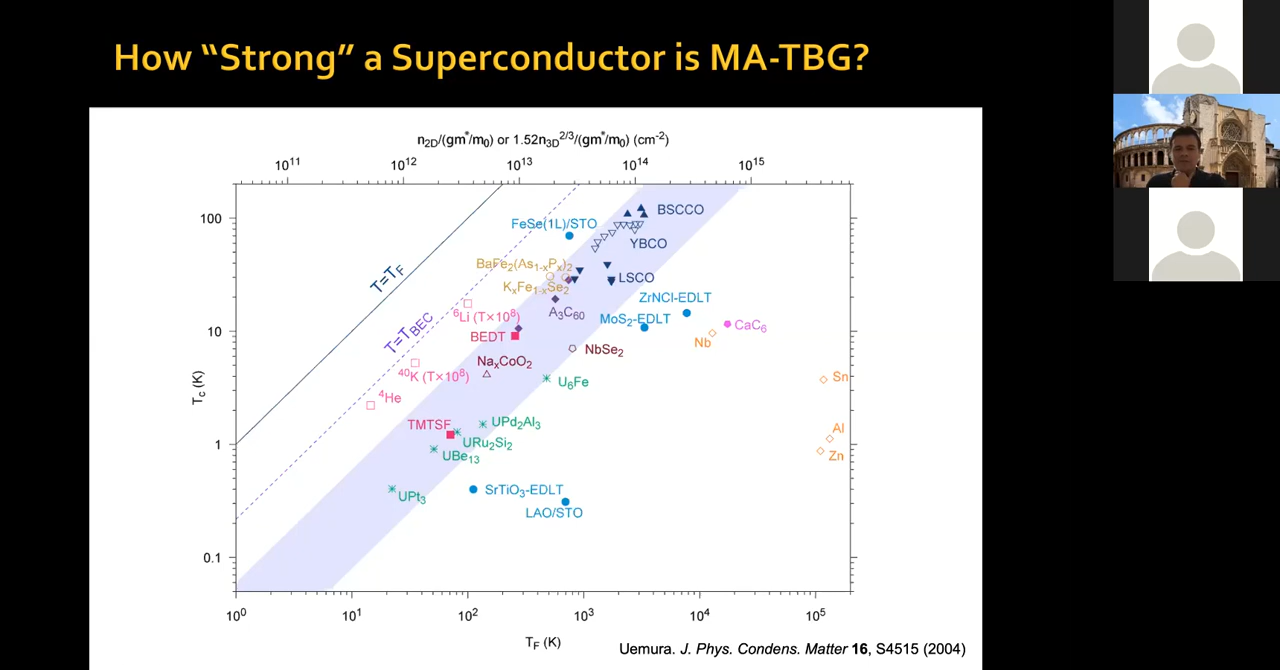 How “Strong” a Superconductor is MA-TBG?
n2D/(gm*/m0) or 1.52n3D^2/3/(gm*/m0) (cm^-2)
10^11 10^12 10^13 10^14 10^15
100
10
1
0.1
Tc (K)
T=TF
T=TBEC
FeSe(1L)/STO
BSCCO
YBCO
BaFe2(As1-xPx)2
KxFe1-xSe2
LSCO
ZrNCl-EDLT
6Li (T×10^8)
A3C60
MoS2-EDLT
CaC6
BEDT
Nb
NbSe2
NaxCoO2
40K (T×10^8)
U6Fe
Sn
4He
TMTSF
UPd2Al3
Al
URu2Si2
UBe13
Zn
UPt3
SrTiO3-EDLT
LAO/STO
10^0 10^1 10^2 10^3 10^4 10^5
TF (K)
Uemura. J. Phys. Condens. Matter 16, S4515 (2004)